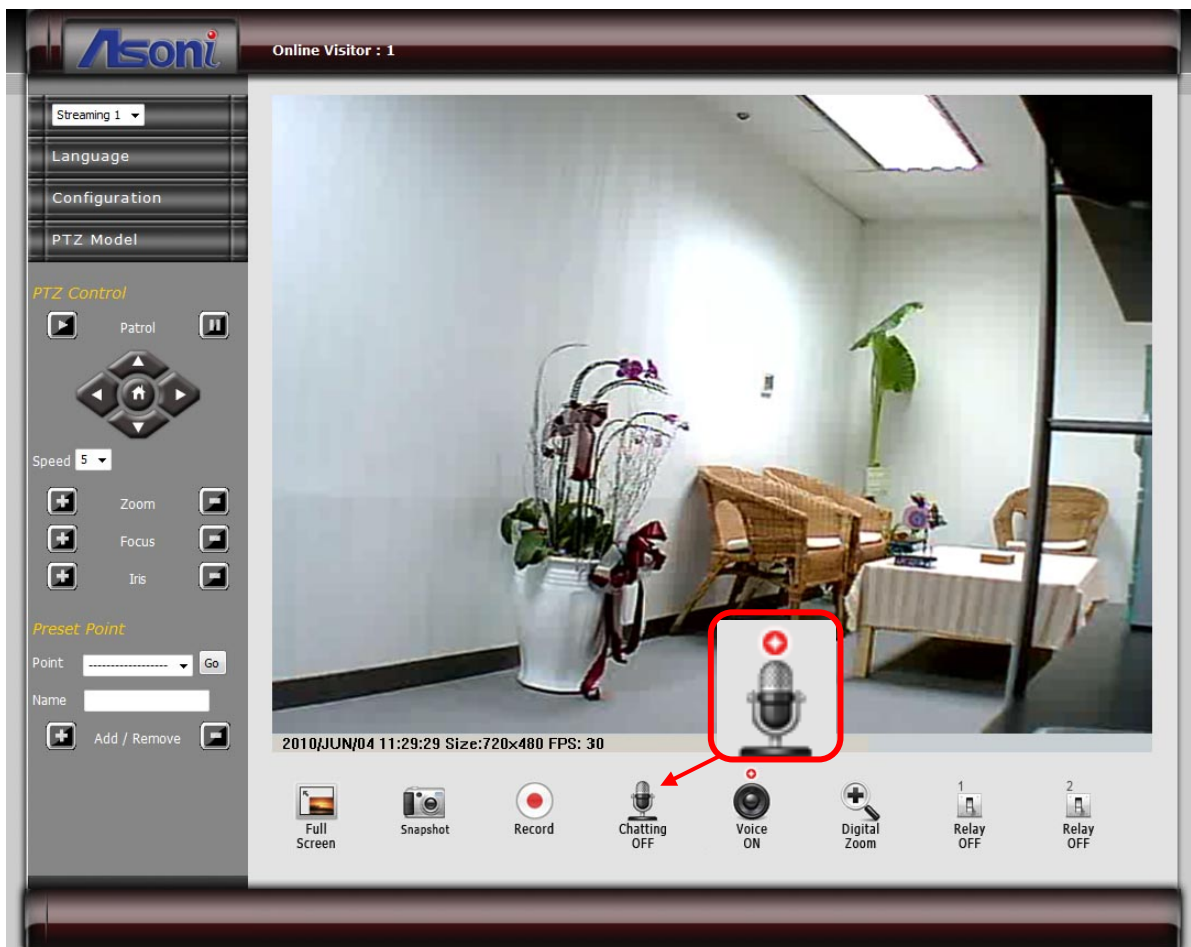 Asoni
Online Visitor : 1
Streaming 1
Language
Configuration
PTZ Model
PTZ Control
Patrol
Speed 5
Zoom
Focus
Iris
Preset Point
Point ------------------ Go
Name
Add / Remove
2010/JUN/04 11:29:29 Size:720x480 FPS: 30
Full
Screen
Snapshot
Record
Chatting
OFF
Voice
ON
Digital
Zoom
1
Relay
OFF
2
Relay
OFF